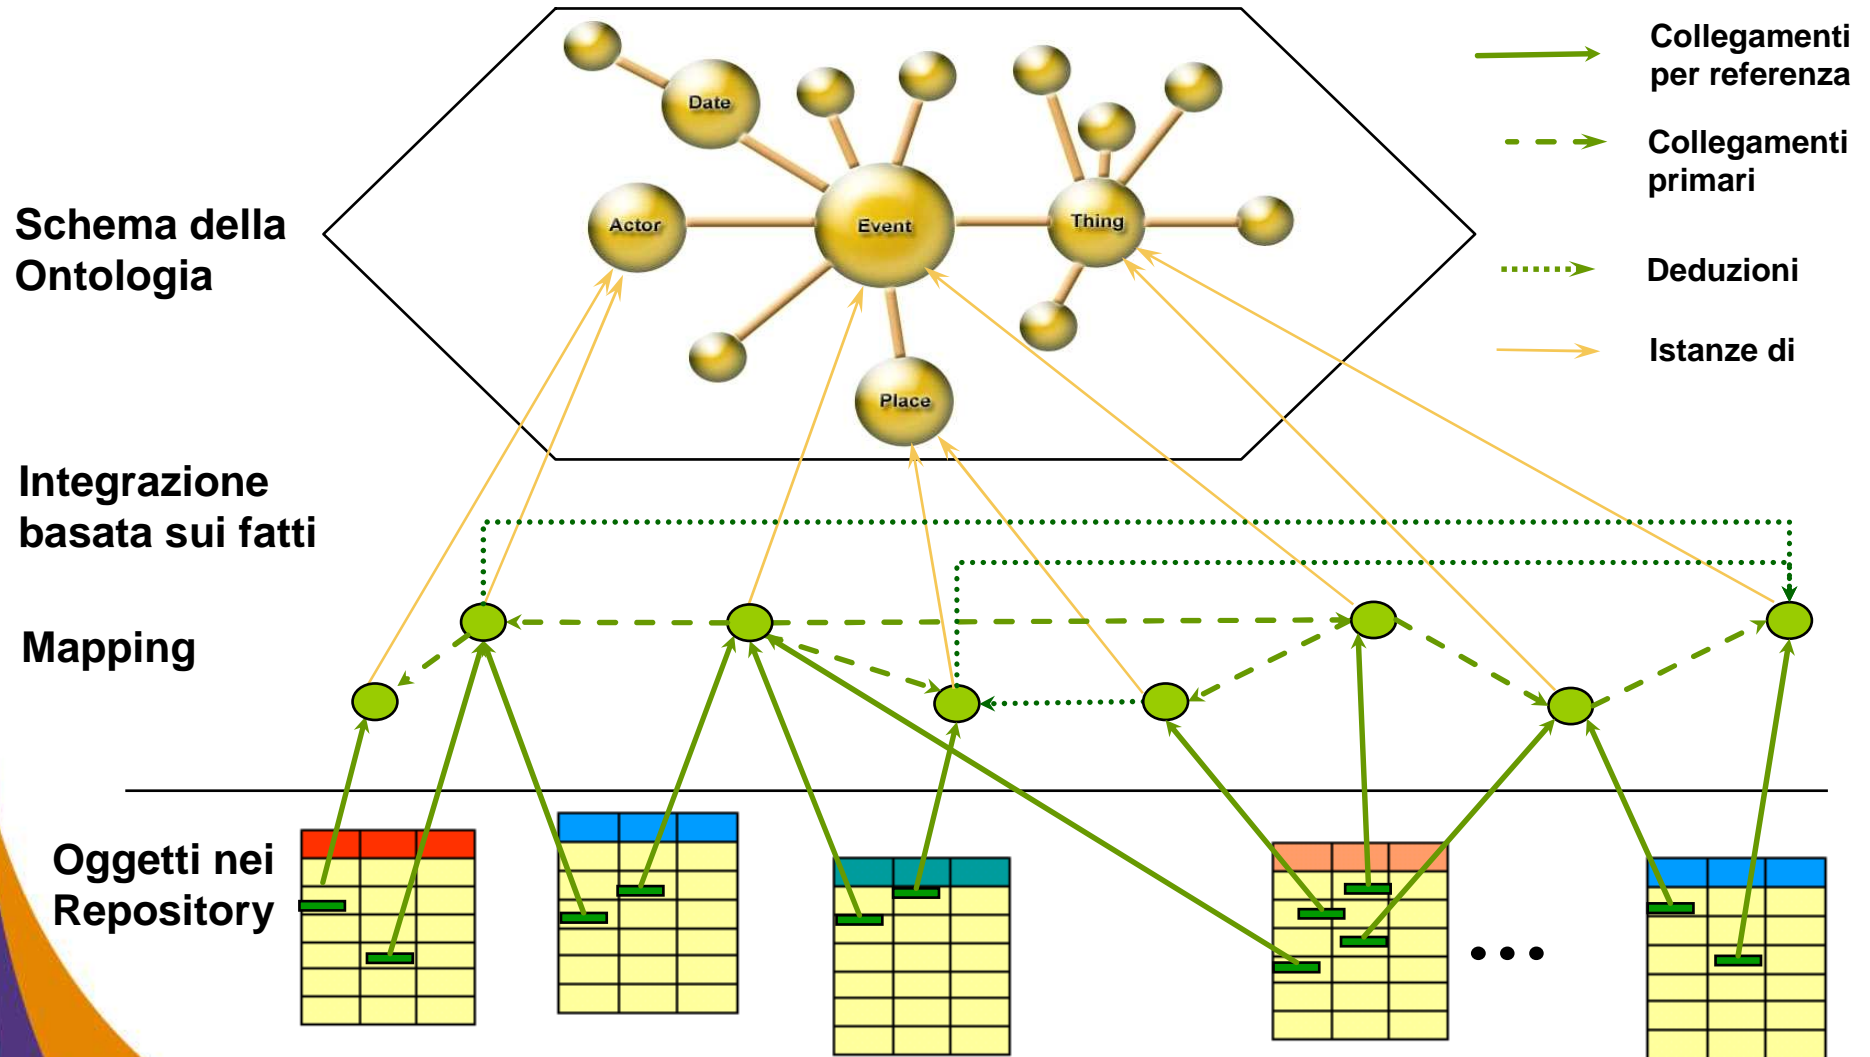 Schema della
Ontologia
Date
Actor
Event
Thing
Place
Collegamenti
per referenza
Collegamenti
primari
Deduzioni
Istanze di
Integrazione
basata sui fatti
Mapping
Oggetti nei
Repository